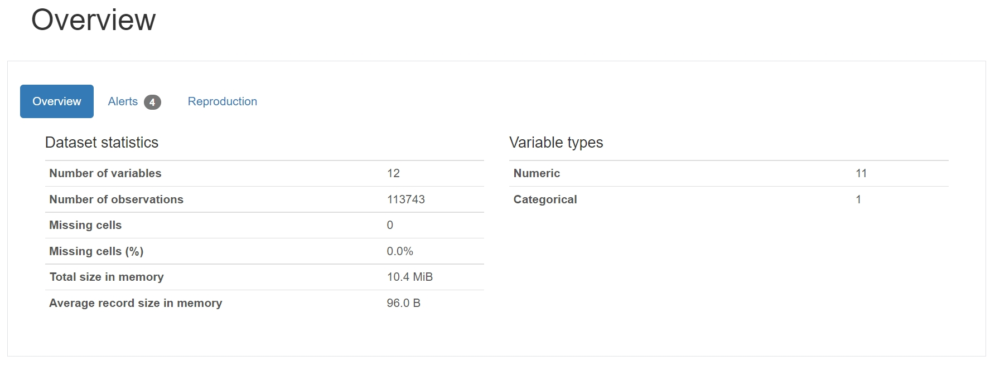 Overview
Overview Alerts 4 Reproduction
Dataset statistics
Number of variables 12
Number of observations 113743
Missing cells 0
Missing cells (%) 0.0%
Total size in memory 10.4 MiB
Average record size in memory 96.0 B
Variable types
Numeric 11
Categorical 1